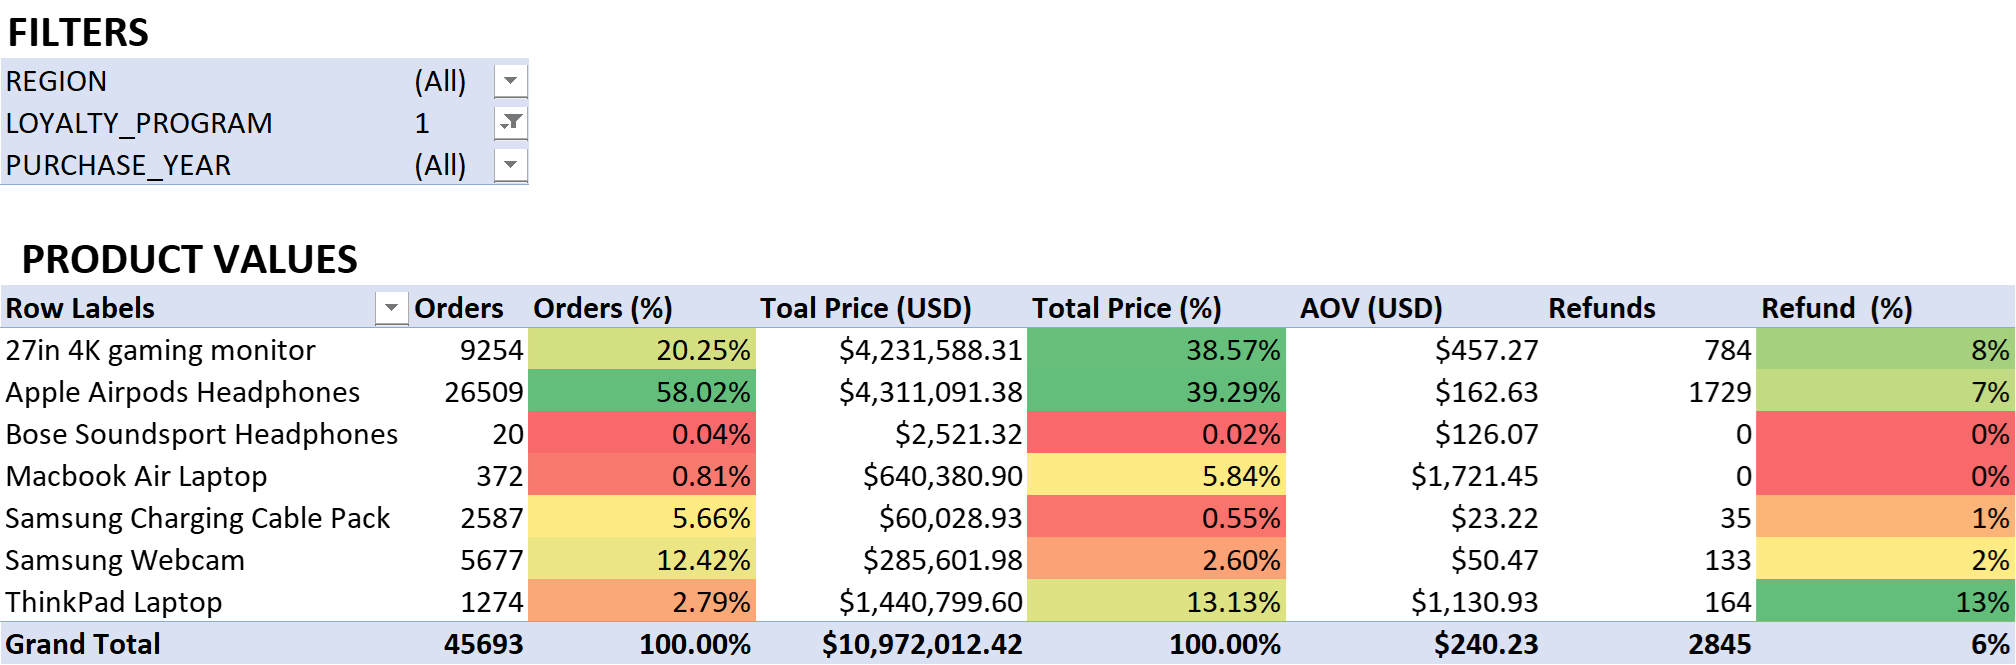 FILTERS
REGION (All)
LOYALTY_PROGRAM 1
PURCHASE_YEAR (All)
PRODUCT VALUES
Row Labels Orders Orders (%) Toal Price (USD) Total Price (%) AOV (USD) Refunds Refund (%)
27in 4K gaming monitor 9254 20.25% $4,231,588.31 38.57% $457.27 784 8%
Apple Airpods Headphones 26509 58.02% $4,311,091.38 39.29% $162.63 1729 7%
Bose Soundsport Headphones 20 0.04% $2,521.32 0.02% $126.07 0 0%
Macbook Air Laptop 372 0.81% $640,380.90 5.84% $1,721.45 0 0%
Samsung Charging Cable Pack 2587 5.66% $60,028.93 0.55% $23.22 35 1%
Samsung Webcam 5677 12.42% $285,601.98 2.60% $50.47 133 2%
ThinkPad Laptop 1274 2.79% $1,440,799.60 13.13% $1,130.93 164 13%
Grand Total 45693 100.00% $10,972,012.42 100.00% $240.23 2845 6%